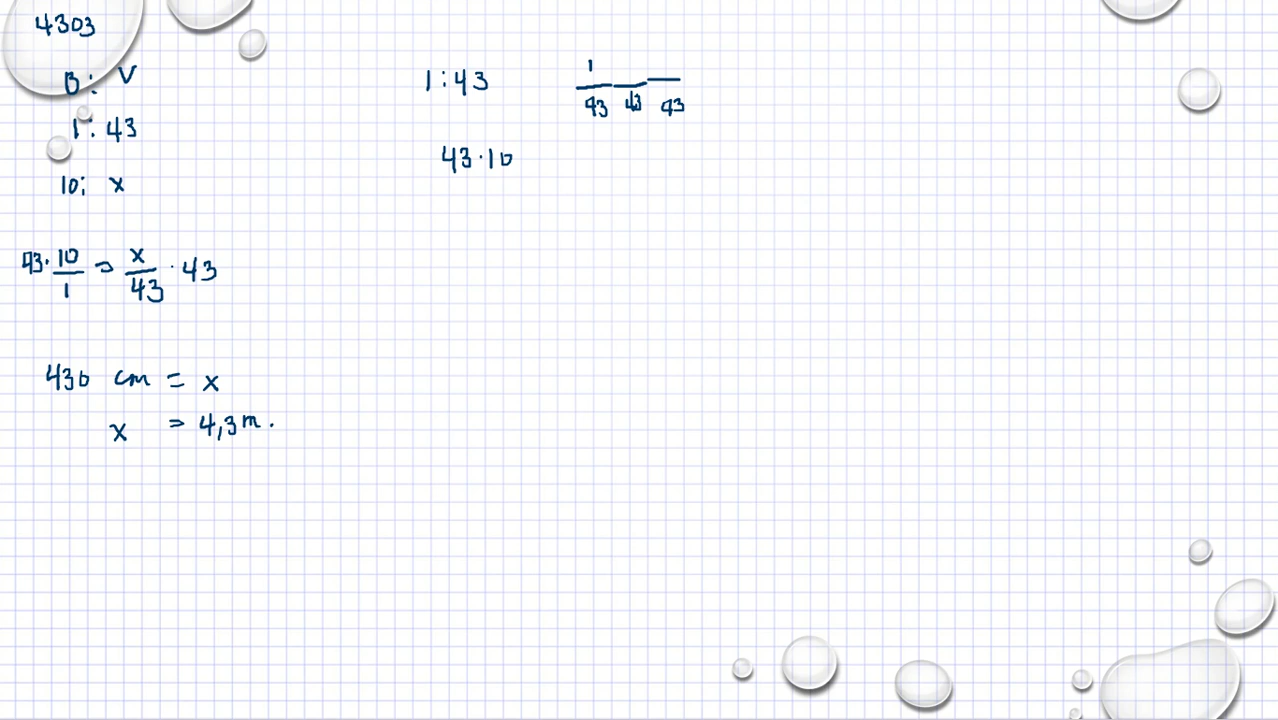 4303
B: V
1: 43
10: x
43 · 10/1 = x/43 · 43
430 cm = x
x = 4,3 m.
1:43
1
43 43 43
43·10